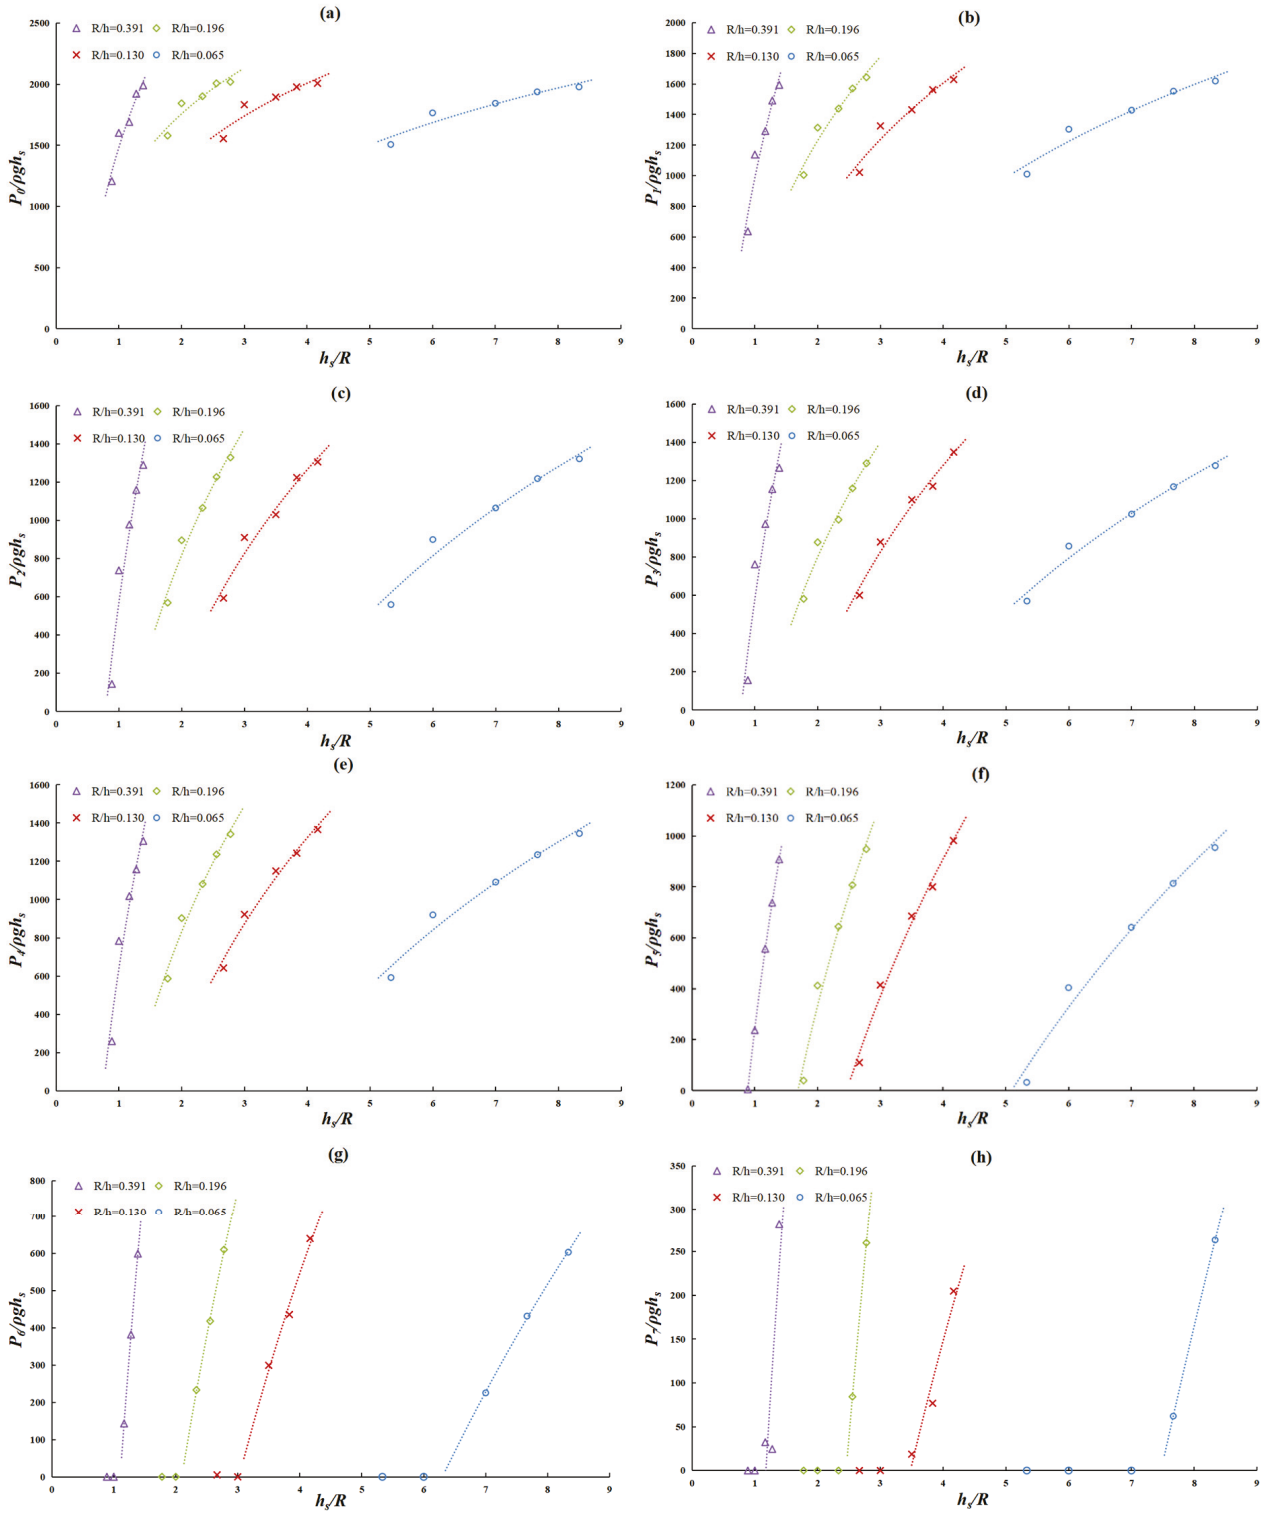 (a)
R/h=0.391 R/h=0.196
R/h=0.130 R/h=0.065
2500
2000
1500
1000
500
0
P0/ρghs
0 1 2 3 4 5 6 7 8 9
hs/R
(b)
R/h=0.391 R/h=0.196
R/h=0.130 R/h=0.065
2000
1800
1600
1400
1200
1000
800
600
400
200
0
P1/ρghs
0 1 2 3 4 5 6 7 8 9
hs/R
(c)
R/h=0.391 R/h=0.196
R/h=0.130 R/h=0.065
1600
1400
1200
1000
800
600
400
200
0
P2/ρghs
0 1 2 3 4 5 6 7 8 9
hs/R
(d)
R/h=0.391 R/h=0.196
R/h=0.130 R/h=0.065
1600
1400
1200
1000
800
600
400
200
0
P3/ρghs
0 1 2 3 4 5 6 7 8 9
hs/R
(e)
R/h=0.391 R/h=0.196
R/h=0.130 R/h=0.065
1600
1400
1200
1000
800
600
400
200
0
P4/ρghs
0 1 2 3 4 5 6 7 8 9
hs/R
(f)
R/h=0.391 R/h=0.196
R/h=0.130 R/h=0.065
1200
1000
800
600
400
200
0
P5/ρghs
0 1 2 3 4 5 6 7 8 9
hs/R
(g)
R/h=0.391 R/h=0.196
R/h=0.130 R/h=0.065
800
700
600
500
400
300
200
100
0
P6/ρghs
0 1 2 3 4 5 6 7 8 9
hs/R
(h)
R/h=0.391 R/h=0.196
R/h=0.130 R/h=0.065
350
300
250
200
150
100
50
0
P7/ρghs
0 1 2 3 4 5 6 7 8 9
hs/R